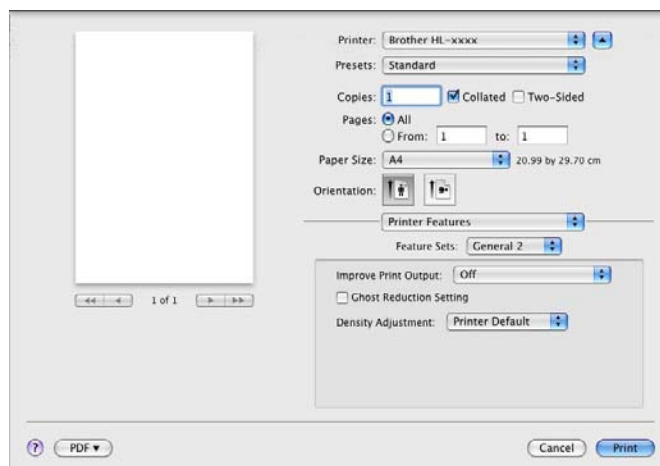 Printer: Brother HL-xxxx
Presets: Standard
Copies: 1 Collated Two-Sided
Pages: All
From: 1 to: 1
Paper Size: A4 20.99 by 29.70 cm
Orientation:
Printer Features
Feature Sets: General 2
Improve Print Output: Off
Ghost Reduction Setting
Density Adjustment: Printer Default
1 of 1
? PDF▼ Cancel Print